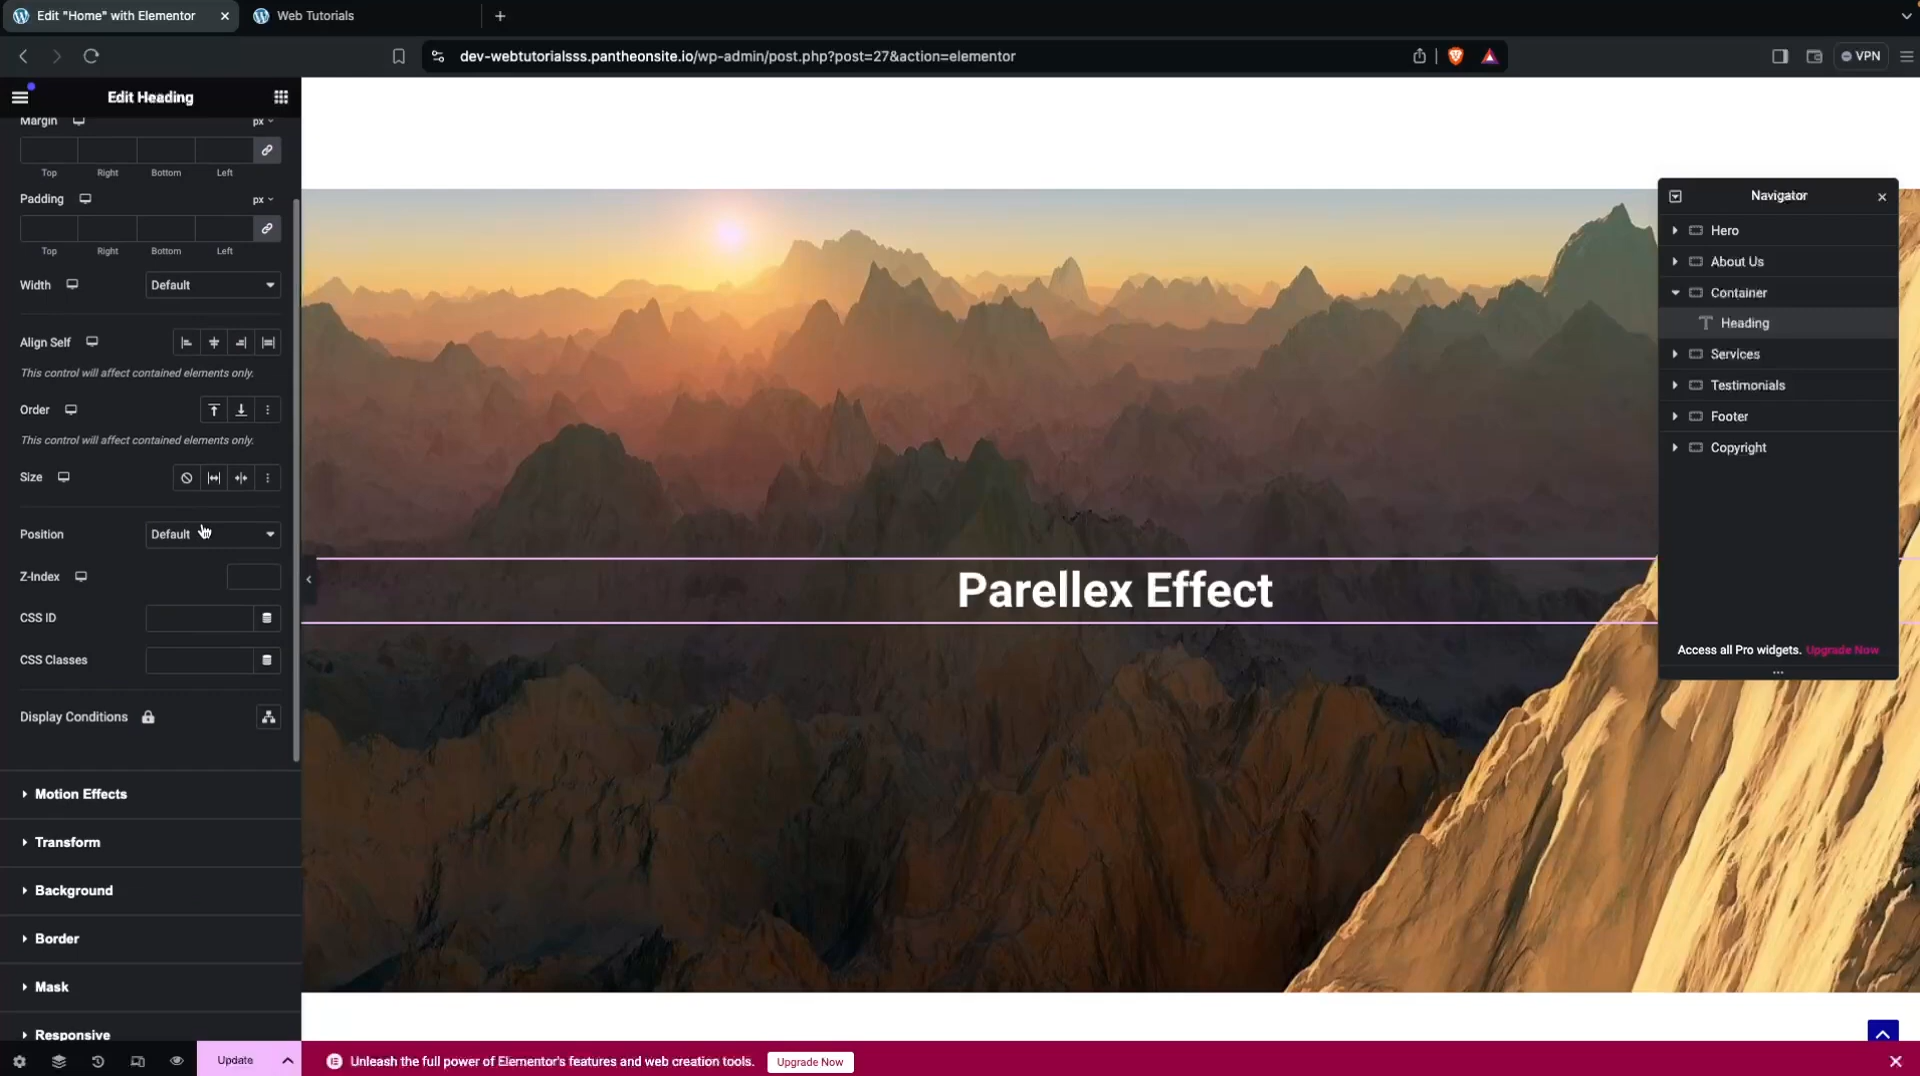 Edit "Home" with Elementor
Web Tutorials
dev-webtutorialsss.pantheonsite.io/wp-admin/post.php?post=27&action=elementor
VPN
Edit Heading
Margin px
Top Right Bottom Left
Padding px
Top Right Bottom Left
Width Default
Align Self
This control will affect contained elements only.
Order
This control will affect contained elements only.
Size
Position Default
Z-Index
CSS ID
CSS Classes
Display Conditions
Motion Effects
Transform
Background
Border
Mask
Responsive
Update
Parellex Effect
Navigator
Hero
About Us
Container
Heading
Services
Testimonials
Footer
Copyright
Access all Pro widgets. Upgrade Now
Unleash the full power of Elementor's features and web creation tools. Upgrade Now